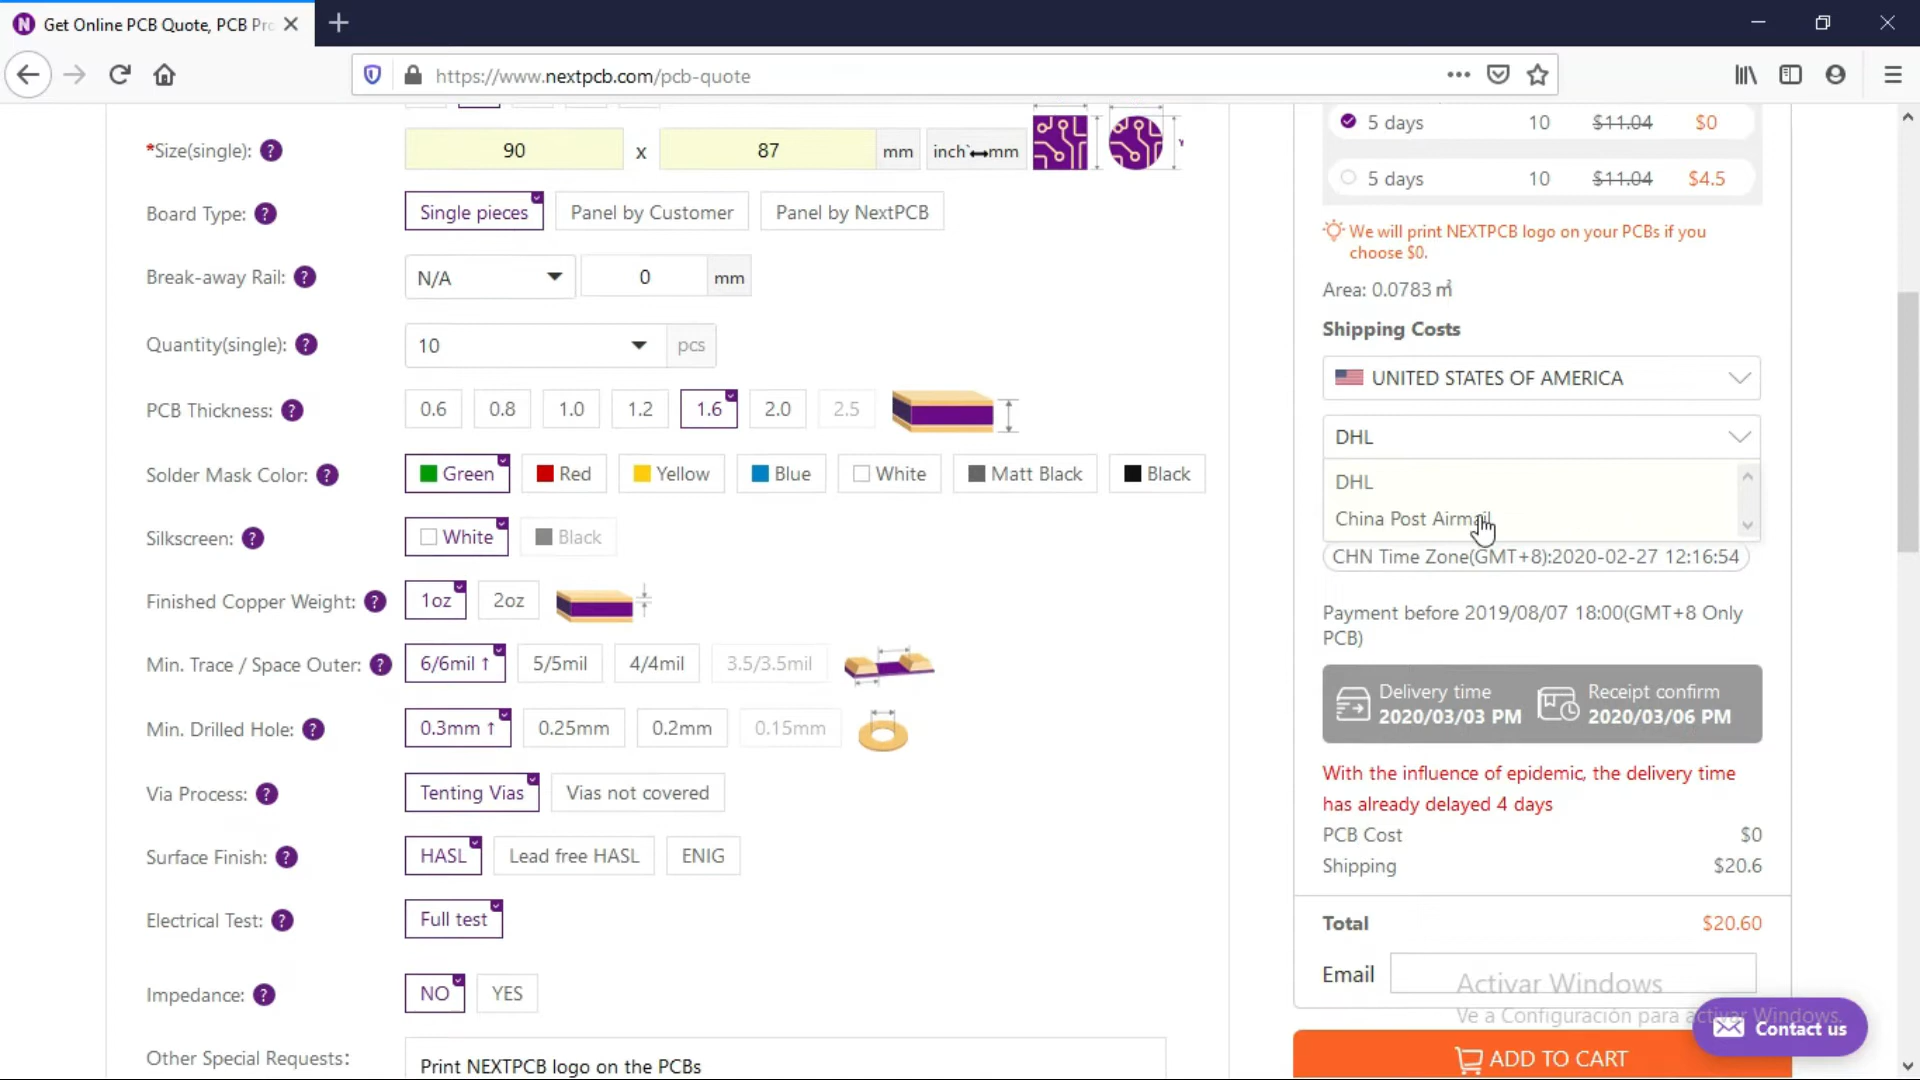 Get Online PCB Quote, PCB Pro
https://www.nextpcb.com/pcb-quote
*Size(single): ? 90 x 87 mm inch mm
Board Type: ? Single pieces Panel by Customer Panel by NextPCB
Break-away Rail: ? N/A 0 mm
Quantity(single): ? 10 pcs
PCB Thickness: ? 0.6 0.8 1.0 1.2 1.6 2.0 2.5
Solder Mask Color: ? Green Red Yellow Blue White Matt Black Black
Silkscreen: ? White Black
Finished Copper Weight: ? 1oz 2oz
Min. Trace / Space Outer: ? 6/6mil ↑ 5/5mil 4/4mil 3.5/3.5mil
Min. Drilled Hole: ? 0.3mm ↑ 0.25mm 0.2mm 0.15mm
Via Process: ? Tenting Vias Vias not covered
Surface Finish: ? HASL Lead free HASL ENIG
Electrical Test: ? Full test
Impedance: ? NO YES
Other Special Requests:
Print NEXTPCB logo on the PCBs
5 days 10 $11.04 $0
5 days 10 $11.04 $4.5
We will print NEXTPCB logo on your PCBs if you
choose $0.
Area: 0.0783 ㎡
Shipping Costs
UNITED STATES OF AMERICA
DHL
DHL
China Post Airmail
CHN Time Zone(GMT+8):2020-02-27 12:16:54
Payment before 2019/08/07 18:00(GMT+8 Only
PCB)
Delivery time
2020/03/03 PM
Receipt confirm
2020/03/06 PM
With the influence of epidemic, the delivery time
has already delayed 4 days
PCB Cost $0
Shipping $20.6
Total $20.60
Email
Activar Windows
Ve a Configuración para activar Windows.
Contact us
ADD TO CART